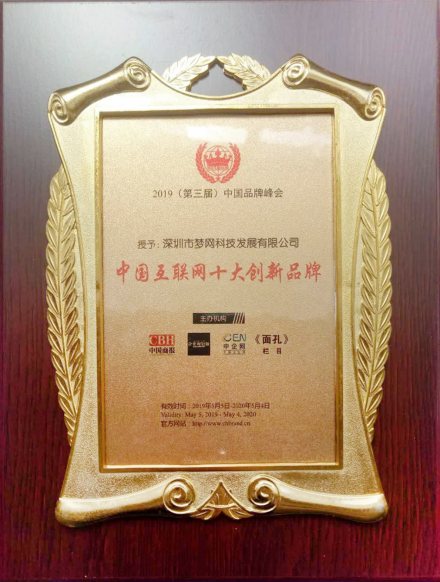 2019（第三届）中国品牌峰会
授予：深圳市梦网科技发展有限公司
中国互联网十大创新品牌
主办机构
CBH
中国商报
CEN
中企网
《面孔》
栏目
有效时间：2019年5月5日-2020年5月4日
Validity: May 5, 2019 - May 4, 2020
官方网站：http://www.chbrand.cn